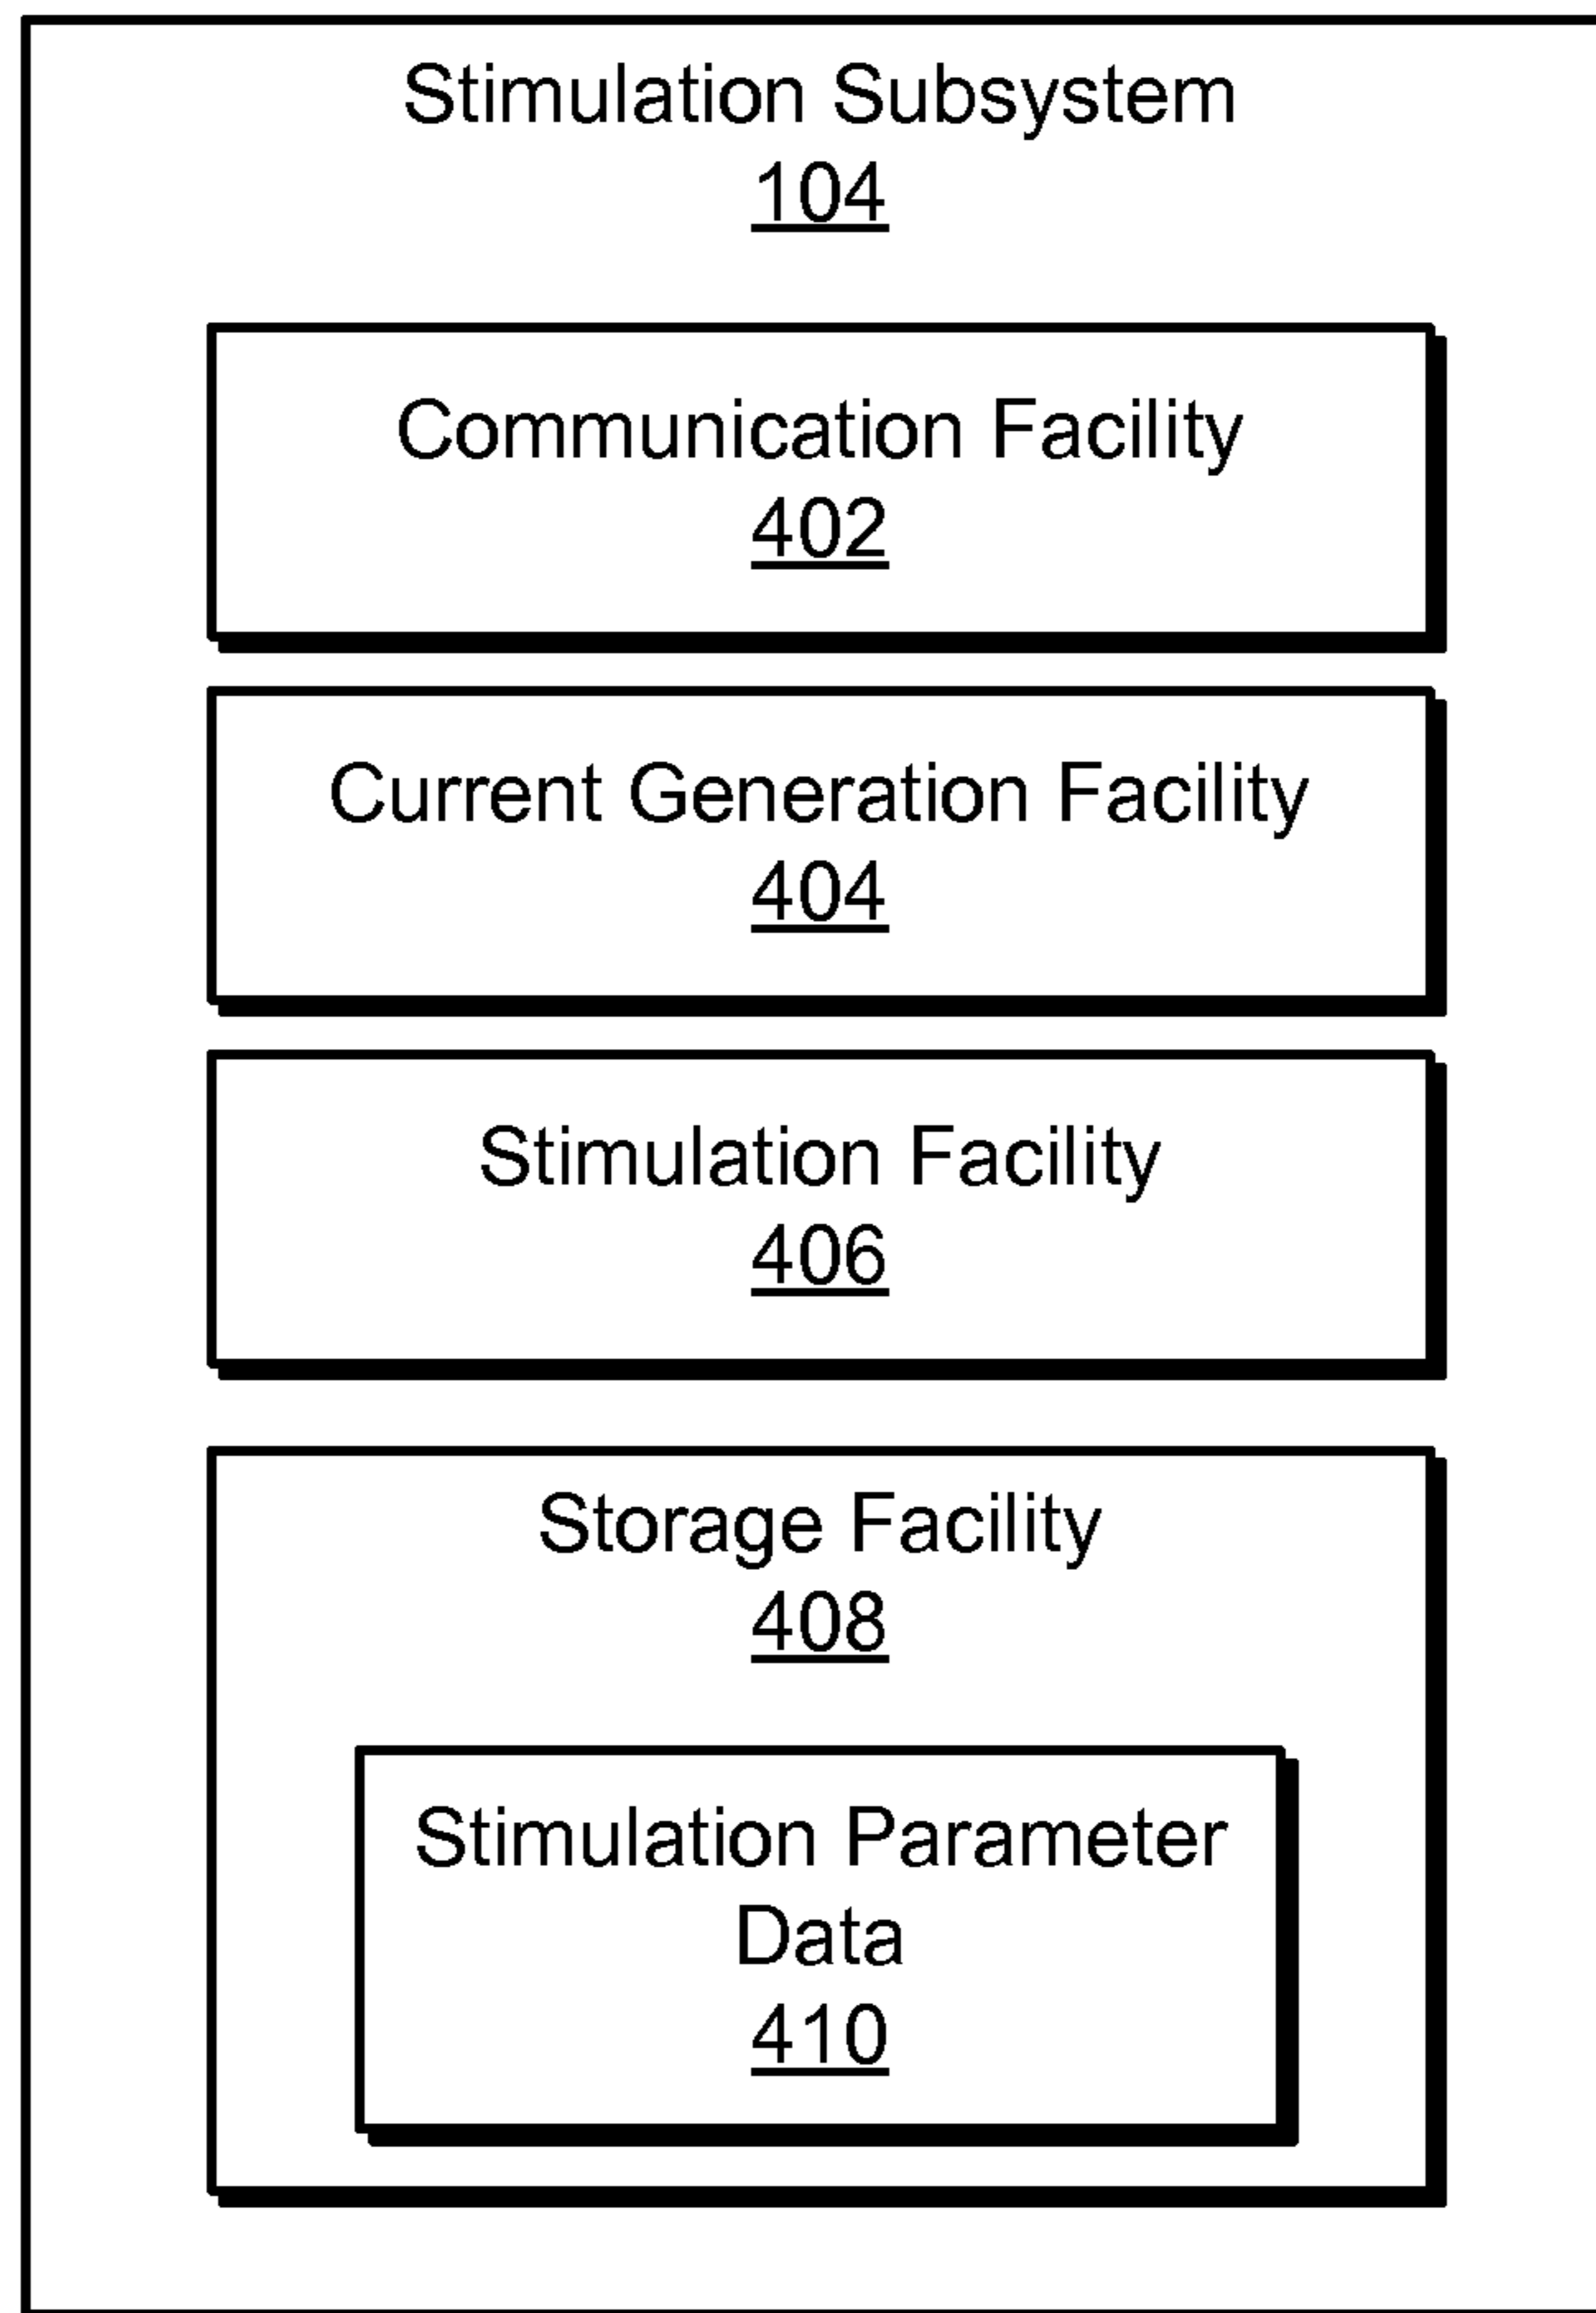 Stimulation Subsystem
104
Communication Facility
402
Current Generation Facility
404
Stimulation Facility
406
Storage Facility
408
Stimulation Parameter
Data
410